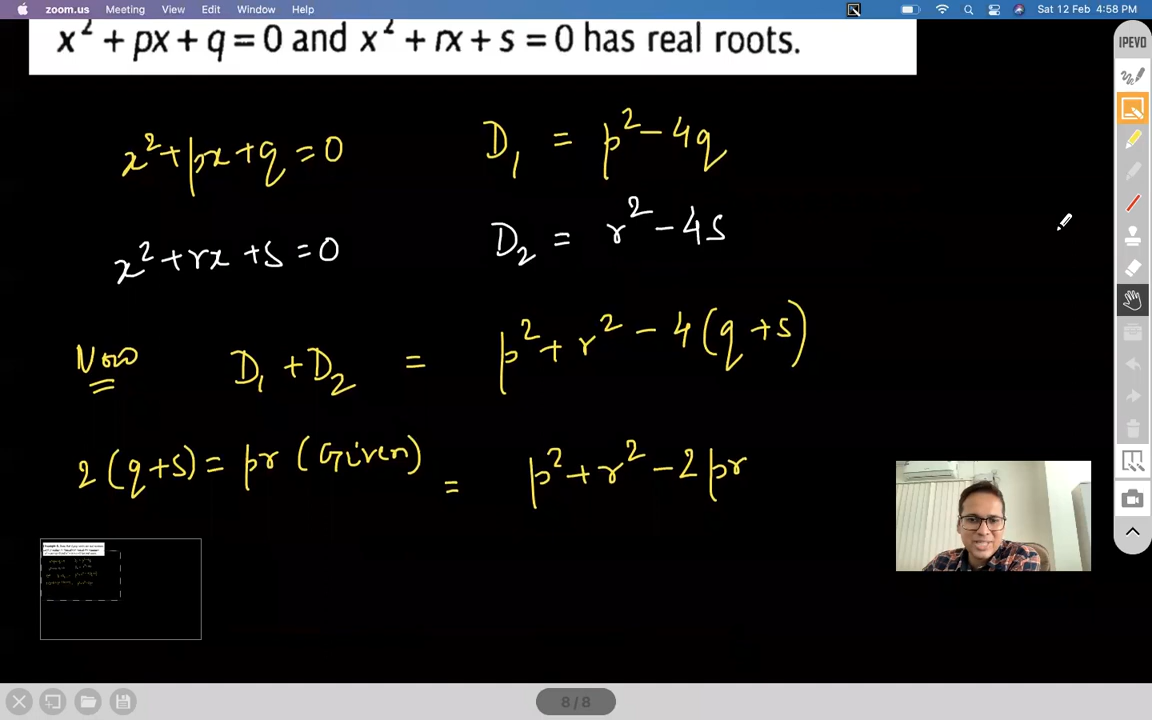 zoom.us Meeting View Edit Window Help Sat 12 Feb 4:58 PM
x² + px + q = 0 and x² + rx + s = 0 has real roots.
IPEVO
x²+px+q=0 D₁ = p²-4q
x²+rx+s=0 D₂ = r²-4s
Now D₁+D₂ = p²+r²-4(q+s)
2(q+s)= pr (Given) = p²+r²-2pr
8/8